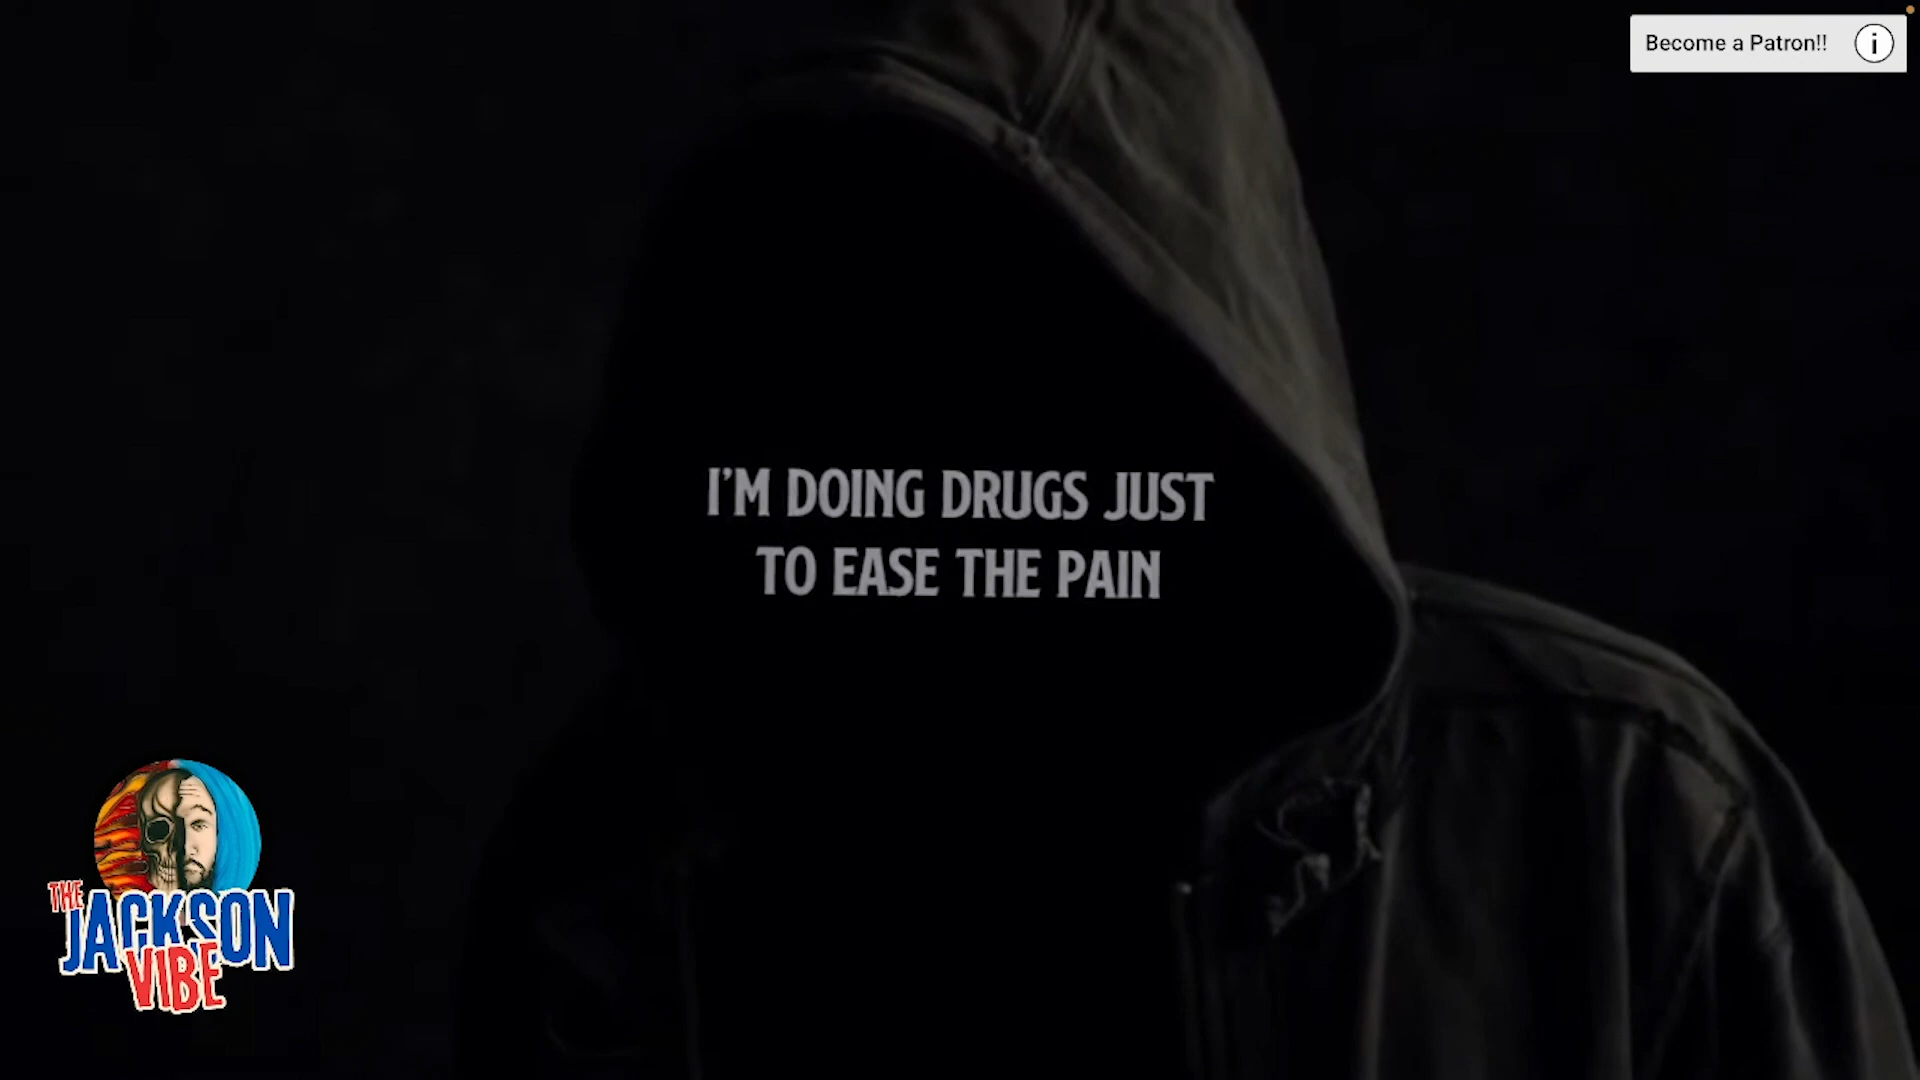 Become a Patron!!
I'M DOING DRUGS JUST
TO EASE THE PAIN
THE
JACKSON
VIBE